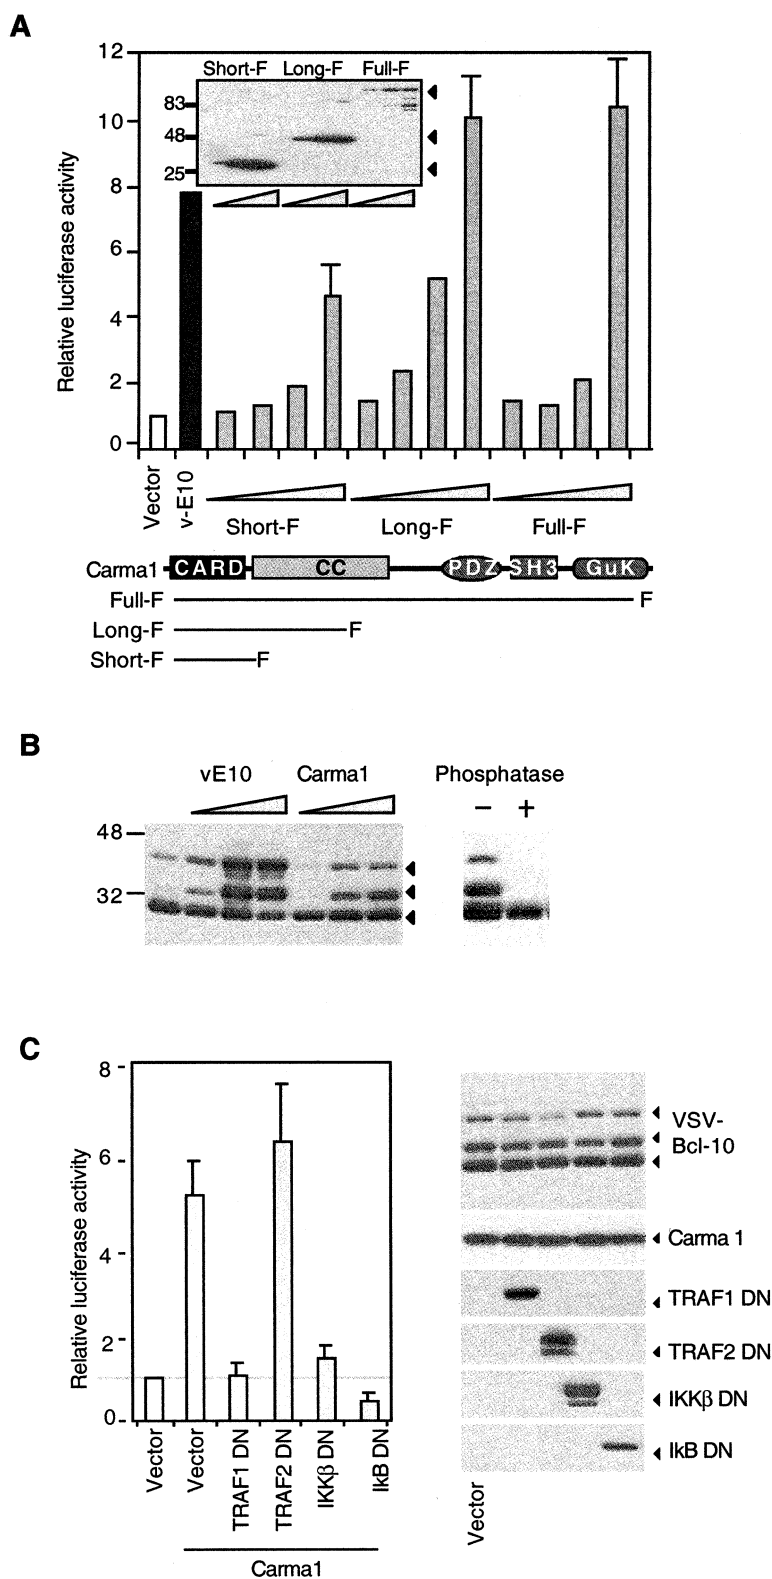 A
12
10
8
6
4
2
0
Relative luciferase activity
Short-F Long-F Full-F
83
48
25
Vector
v-E10
Short-F Long-F Full-F
Carma1 CARD CC PDZ SH3 GuK
Full-F F
Long-F F
Short-F F
B
vE10 Carma1 Phosphatase
− +
48
32
C
8
6
4
2
0
Relative luciferase activity
Vector
Vector
TRAF1 DN
TRAF2 DN
IKKβ DN
IkB DN
Carma1
VSV-
Bcl-10
Carma 1
TRAF1 DN
TRAF2 DN
IKKβ DN
IkB DN
Vector